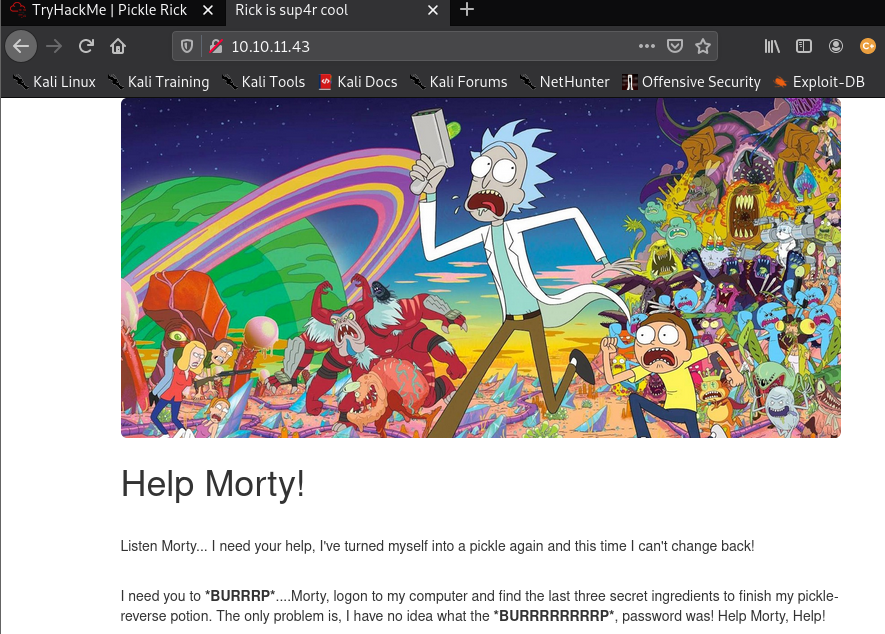 TryHackMe | Pickle Rick
Rick is sup4r cool
10.10.11.43
Kali Linux Kali Training Kali Tools Kali Docs Kali Forums NetHunter Offensive Security Exploit-DB
Help Morty!
Listen Morty... I need your help, I've turned myself into a pickle again and this time I can't change back!
I need you to *BURRRP*....Morty, logon to my computer and find the last three secret ingredients to finish my pickle-
reverse potion. The only problem is, I have no idea what the *BURRRRRRRRP*, password was! Help Morty, Help!